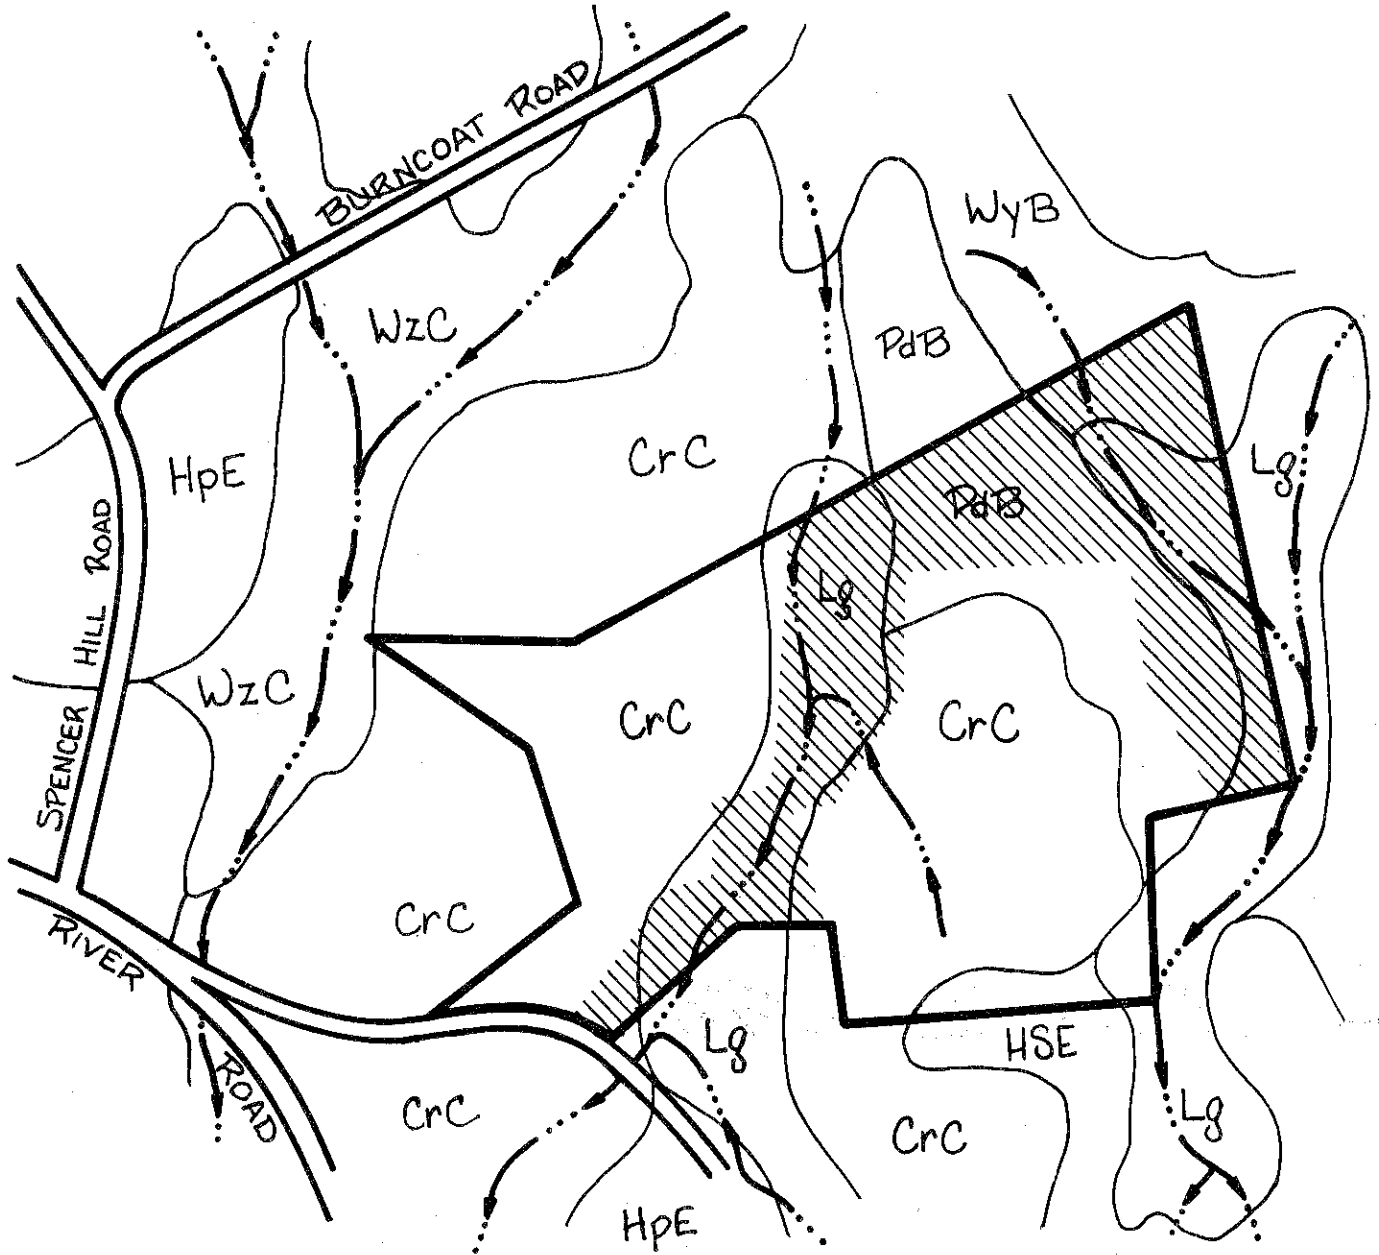 BURNCOAT ROAD
WyB
WzC
PdB
CrC
HpE
Lg
PdB
SPENCER HILL ROAD
Lg
WzC
CrC
CrC
CrC
RIVER ROAD
Lg
HSE
CrC
Lg
CrC
HpE